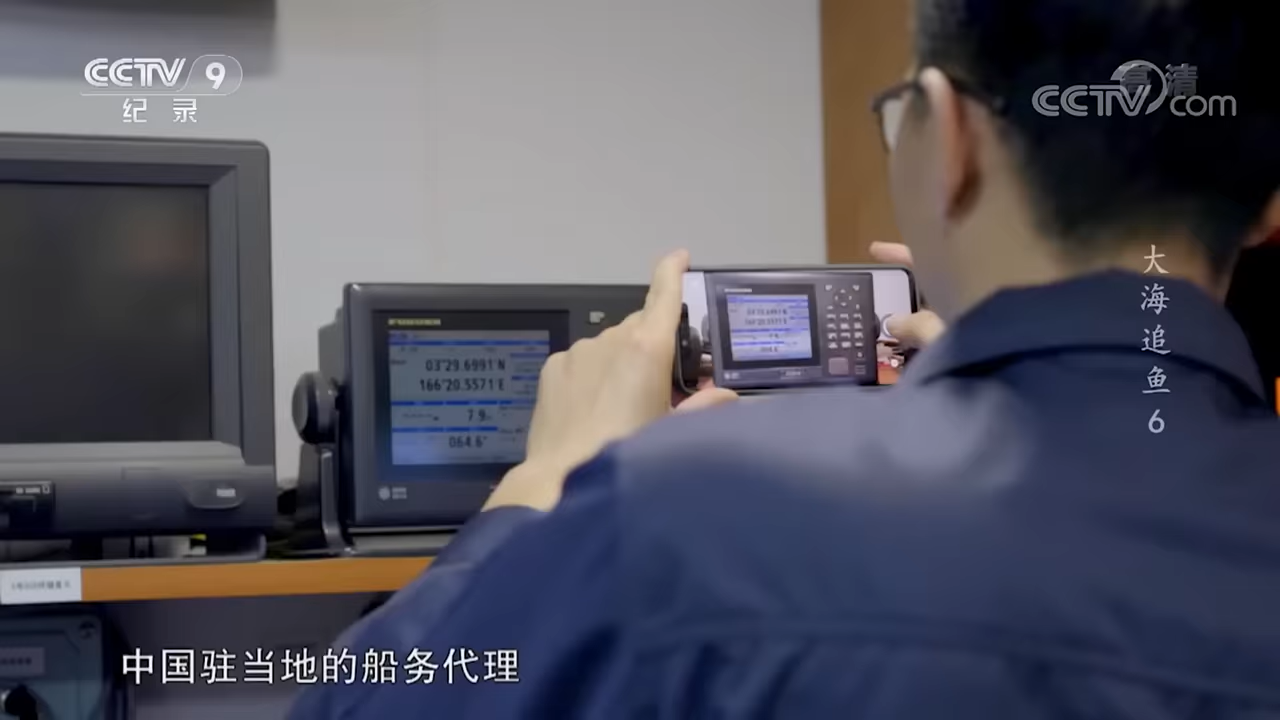 CCTV 9
纪录
高清
CCTV.com
大海追鱼 6
03°29.6991'N
166°20.5571'E
7.9
064.6°
中国驻当地的船务代理